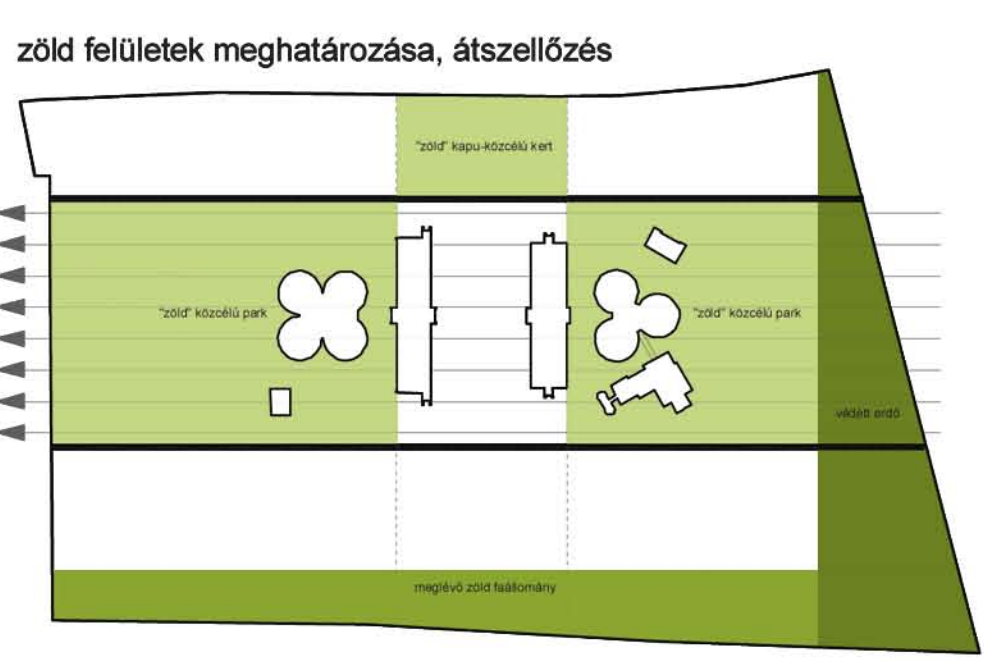 zöld felületek meghatározása, átszellőzés
"zöld" kapu-közcélú kert
"zöld" közcélú park
"zöld" közcélú park
védett erdő
meglévő zöld faállomány